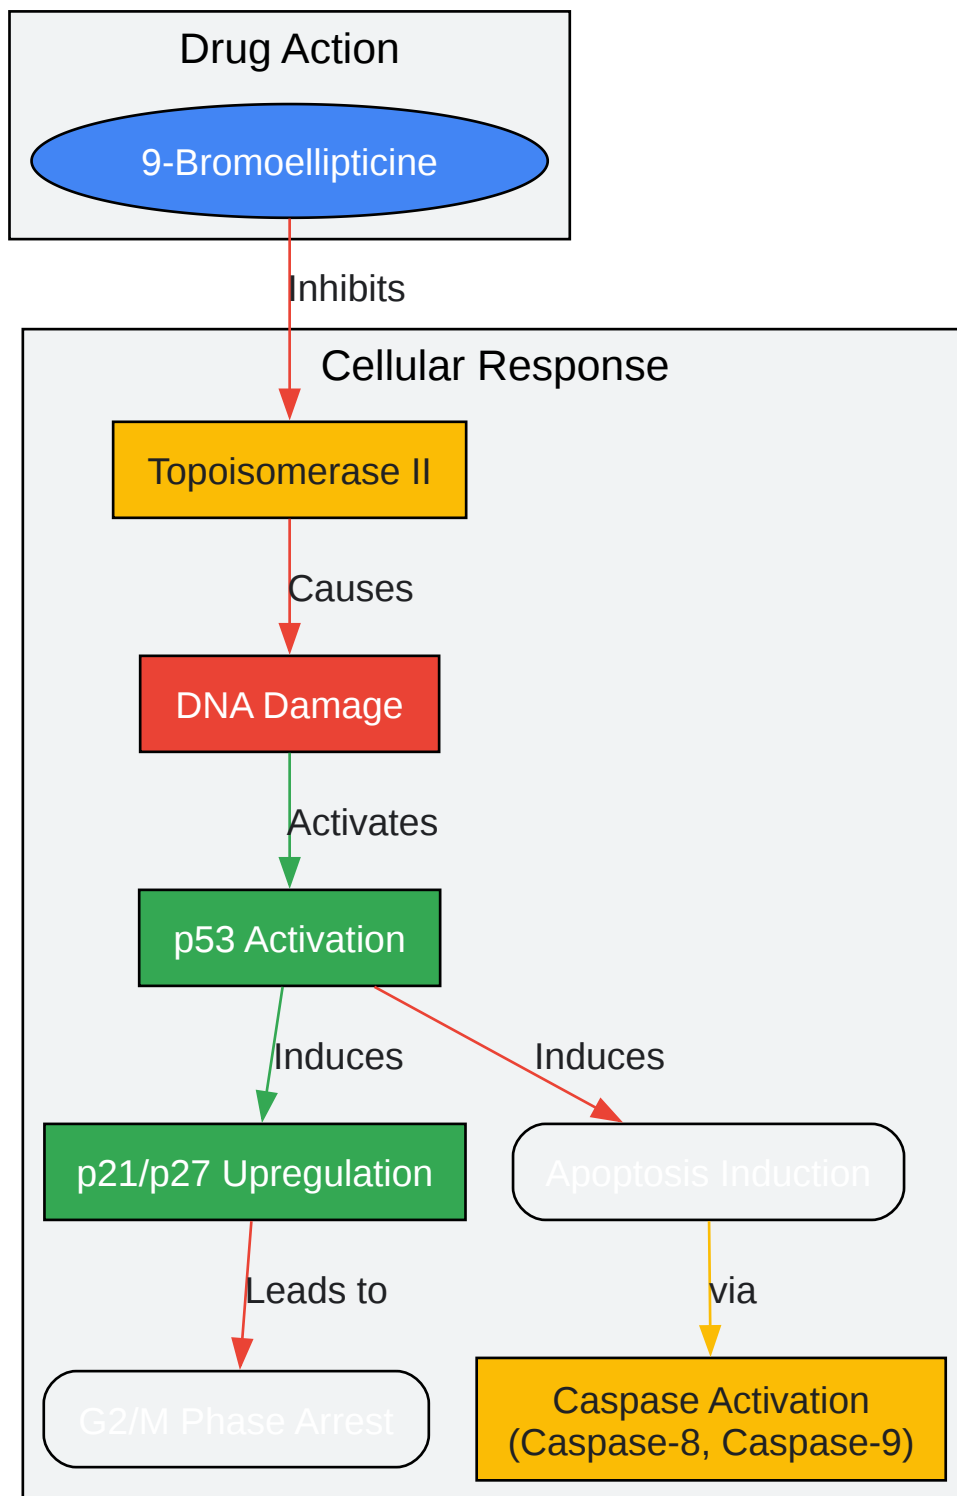 Drug Action
9-Bromoellipticine
Inhibits
Cellular Response
Topoisomerase II
Causes
DNA Damage
Activates
p53 Activation
Induces
Induces
p21/p27 Upregulation
Apoptosis Induction
Leads to
via
G2/M Phase Arrest
Caspase Activation
(Caspase-8, Caspase-9)